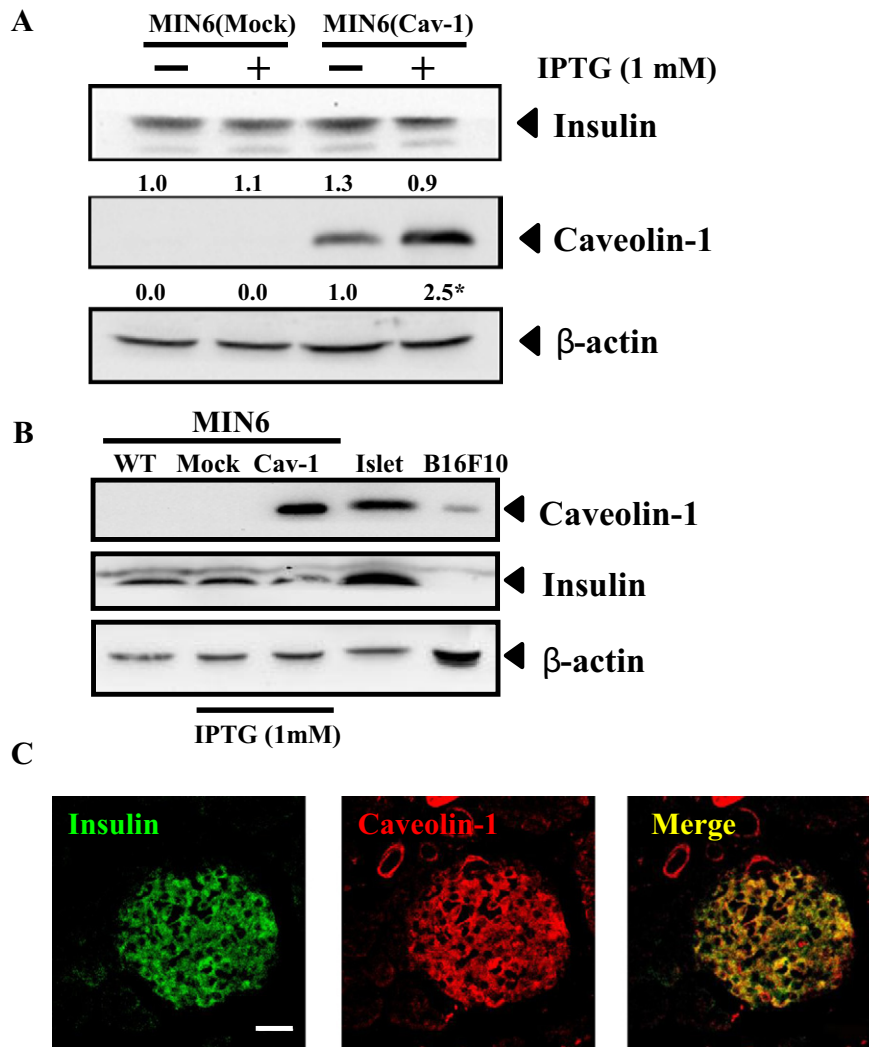 A
MIN6(Mock) MIN6(Cav-1)
− + − + IPTG (1 mM)
Insulin
1.0 1.1 1.3 0.9
Caveolin-1
0.0 0.0 1.0 2.5*
β-actin
B
MIN6
WT Mock Cav-1 Islet B16F10
Caveolin-1
Insulin
β-actin
IPTG (1mM)
C
Insulin Caveolin-1 Merge